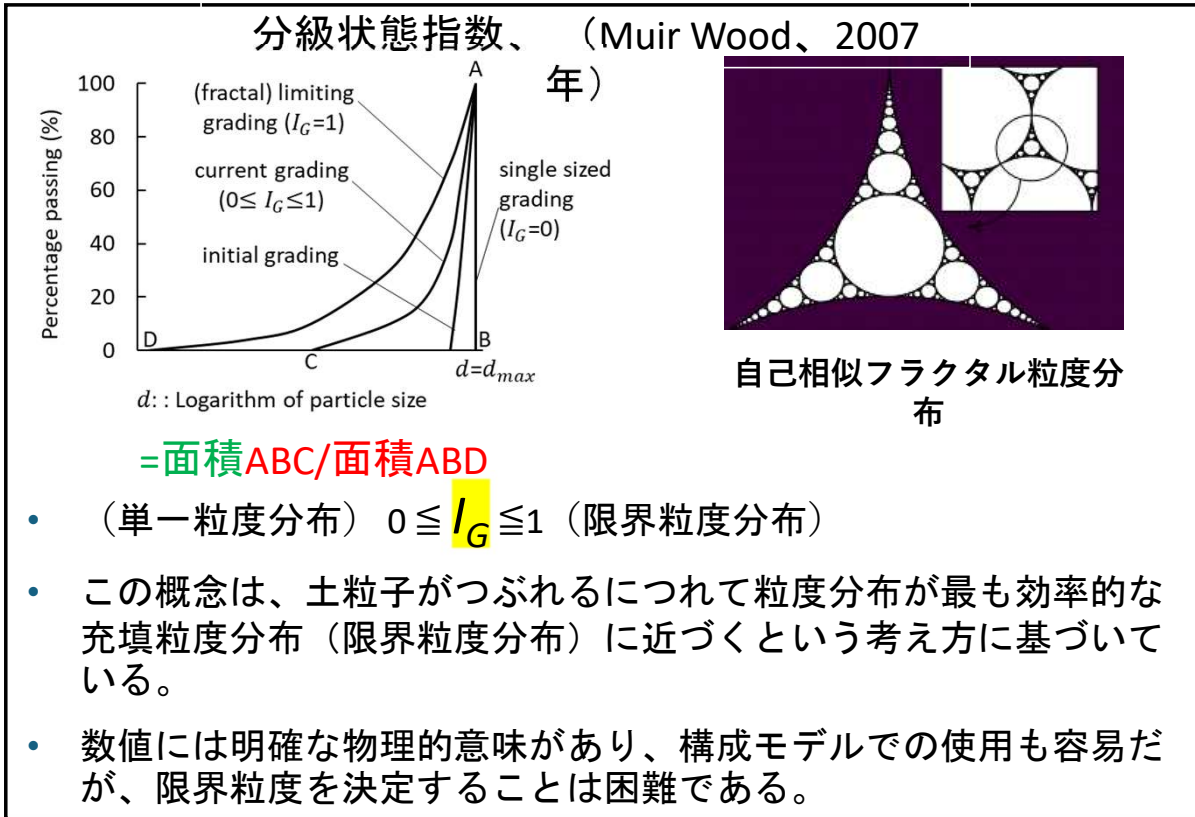 分級状態指数、 （Muir Wood、2007
年）
100
80
60
40
20
0
Percentage passing (%)
(fractal) limiting
grading (I_G=1)
current grading
(0≤ I_G≤1)
initial grading
single sized
grading
(I_G=0)
A
B
C
D
d=d_max
d: : Logarithm of particle size
自己相似フラクタル粒度分
布
=面積ABC/面積ABD
• （単一粒度分布） 0≦I_G≦1（限界粒度分布）
• この概念は、土粒子がつぶれるにつれて粒度分布が最も効率的な
充填粒度分布（限界粒度分布）に近づくという考え方に基づいて
いる。
• 数値には明確な物理的意味があり、構成モデルでの使用も容易だ
が、限界粒度を決定することは困難である。